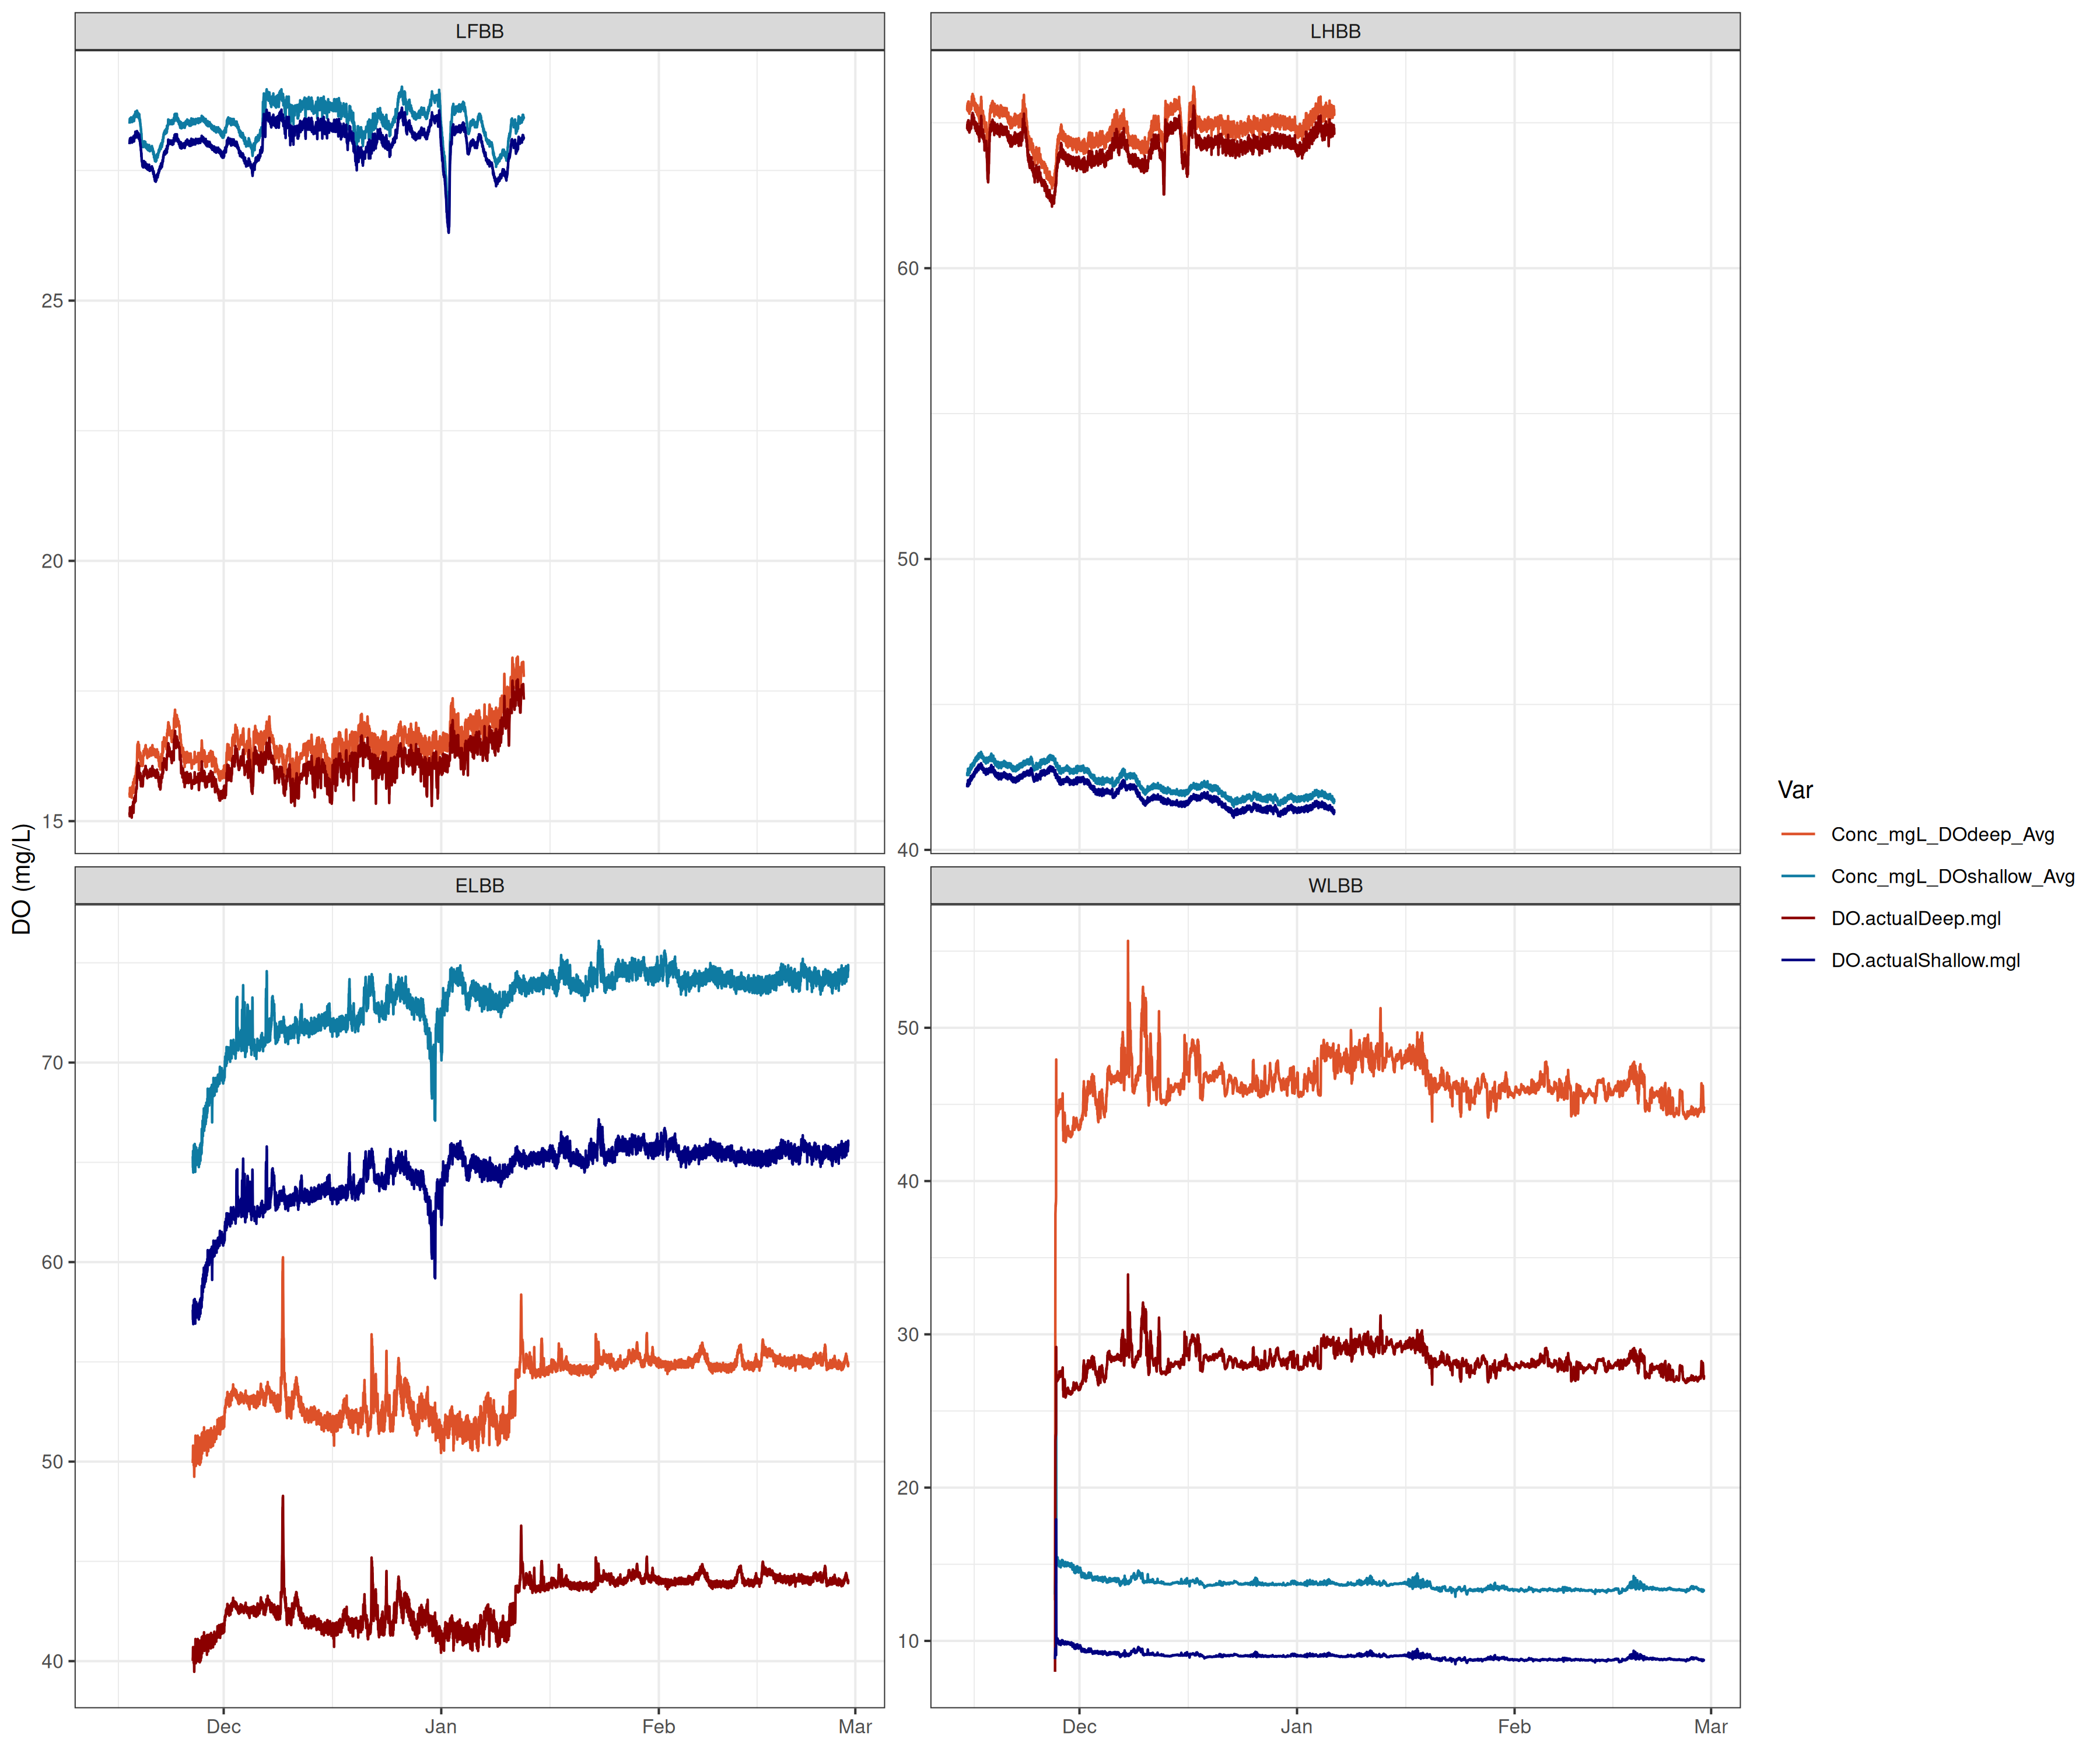 LFBB
LHBB
25
20
15
60
50
40
DO (mg/L)
ELBB
WLBB
70
60
50
40
50
40
30
20
10
Dec
Jan
Feb
Mar
Dec
Jan
Feb
Mar
Var
Conc_mgL_DOdeep_Avg
Conc_mgL_DOshallow_Avg
DO.actualDeep.mgl
DO.actualShallow.mgl